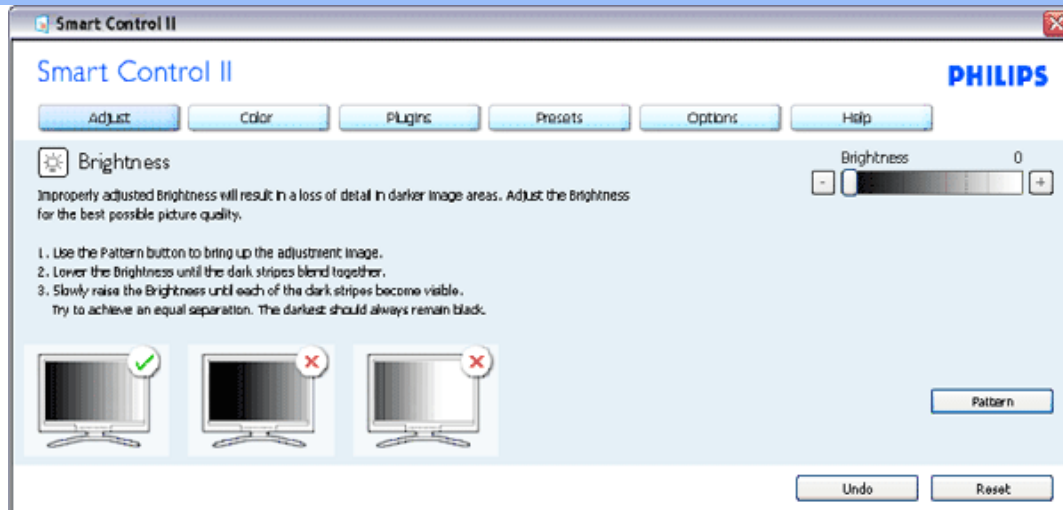 Smart Control II
Smart Control II
PHILIPS
Adjust Color Plugins Presets Options Help
Brightness
Brightness 0
Improperly adjusted Brightness will result in a loss of detail in darker image areas. Adjust the Brightness
for the best possible picture quality.
1. Use the Pattern button to bring up the adjustment image.
2. Lower the Brightness until the dark stripes blend together.
3. Slowly raise the Brightness until each of the dark stripes become visible.
Try to achieve an equal separation. The darkest should always remain black.
Pattern
Undo Reset